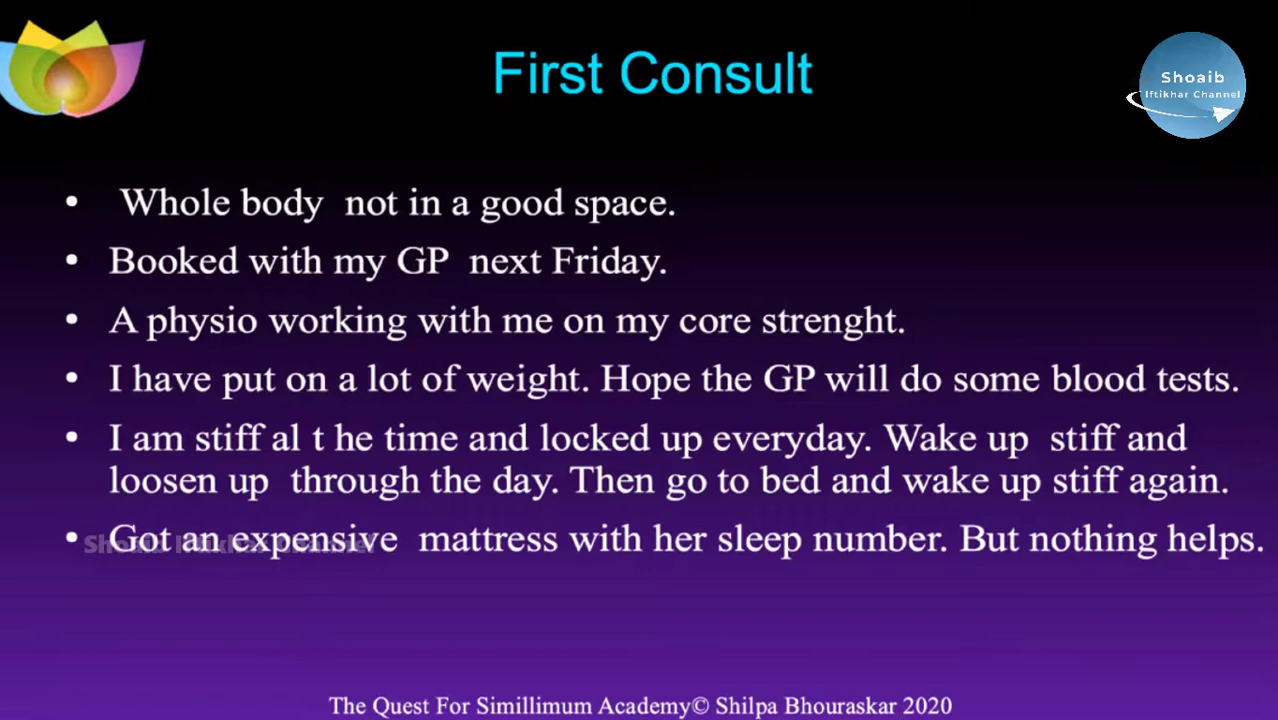 First Consult
Shoaib
Iftikhar Channel
• Whole body not in a good space.
• Booked with my GP next Friday.
• A physio working with me on my core strenght.
• I have put on a lot of weight. Hope the GP will do some blood tests.
• I am stiff al t he time and locked up everyday. Wake up stiff and
loosen up through the day. Then go to bed and wake up stiff again.
• Got an expensive mattress with her sleep number. But nothing helps.
Shoaib Iftikhar Channel
The Quest For Simillimum Academy© Shilpa Bhouraskar 2020